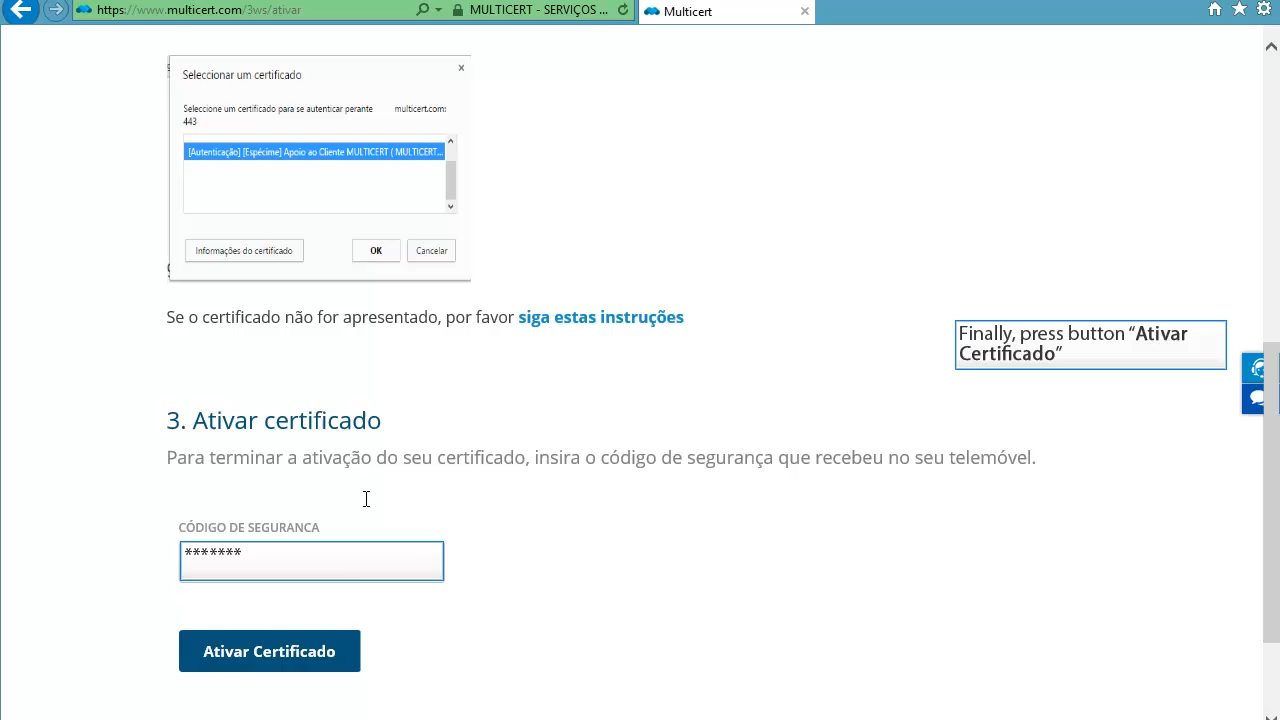 https://www.multicert.com/3ws/ativar
MULTICERT - SERVIÇOS ...
Multicert
Seleccionar um certificado
Seleccione um certificado para se autenticar perante multicert.com:
443
[Autenticação] [Espécime] Apoio ao Cliente MULTICERT ( MULTICERT...
Informações do certificado
OK
Cancelar
Se o certificado não for apresentado, por favor siga estas instruções
Finally, press button “Ativar
Certificado”
3. Ativar certificado
Para terminar a ativação do seu certificado, insira o código de segurança que recebeu no seu telemóvel.
CÓDIGO DE SEGURANCA
*******
Ativar Certificado